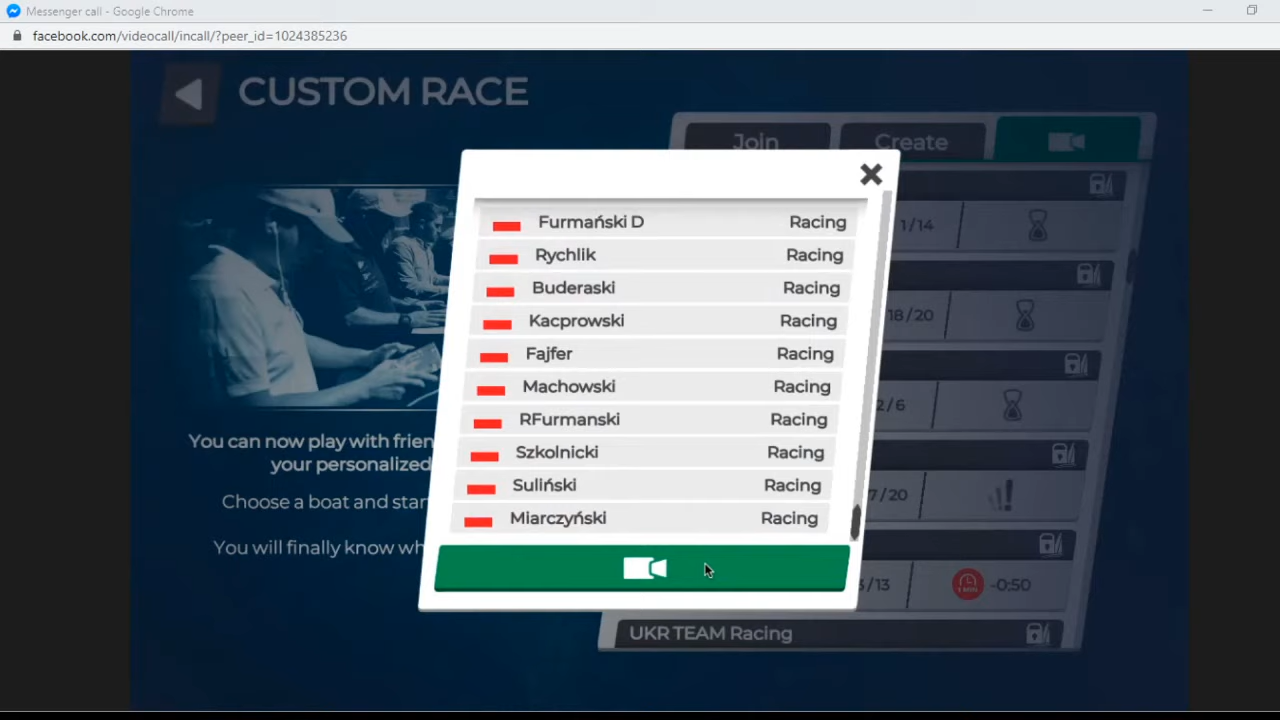 Messenger call - Google Chrome
facebook.com/videocall/incall/?peer_id=1024385236
CUSTOM RACE
Join
Create
Furmański D Racing
Rychlik Racing
Buderaski Racing
Kacprowski Racing
Fajfer Racing
Machowski Racing
RFurmanski Racing
Szkolnicki Racing
Suliński Racing
Miarczyński Racing
1/14
18/20
2/6
7/20
/13
1 MIN
-0:50
UKR TEAM Racing
You can now play with frien
your personalized
Choose a boat and star
You will finally know wh